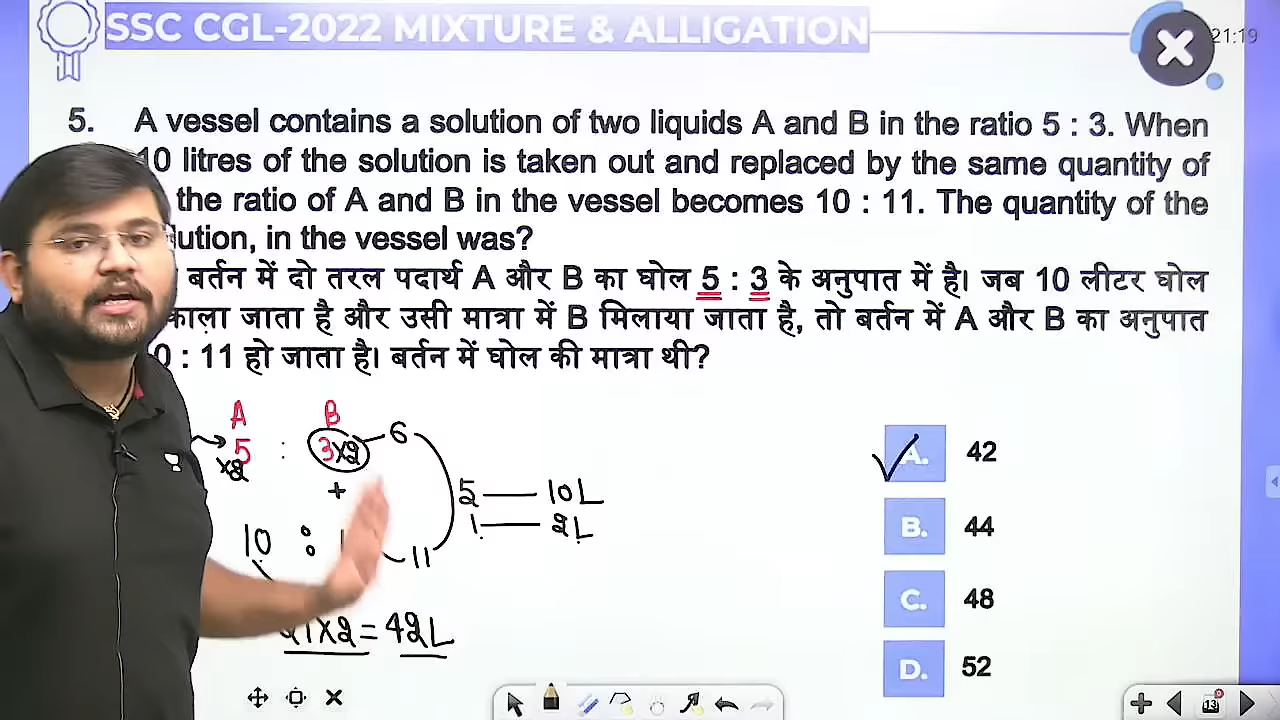 SSC CGL-2022 MIXTURE & ALLIGATION
21:19
5. A vessel contains a solution of two liquids A and B in the ratio 5 : 3. When
10 litres of the solution is taken out and replaced by the same quantity of
the ratio of A and B in the vessel becomes 10 : 11. The quantity of the
ution, in the vessel was?
बर्तन में दो तरल पदार्थ A और B का घोल 5 : 3 के अनुपात में है। जब 10 लीटर घोल
काला जाता है और उसी मात्रा में B मिलाया जाता है, तो बर्तन में A और B का अनुपात
0 : 11 हो जाता है। बर्तन में घोल की मात्रा थी?
A B
5 : 3×2 — 6
×2
+
5 — 10L
1 — 2L
10 : 11
21×2 = 42L
A. 42
B. 44
C. 48
D. 52
13